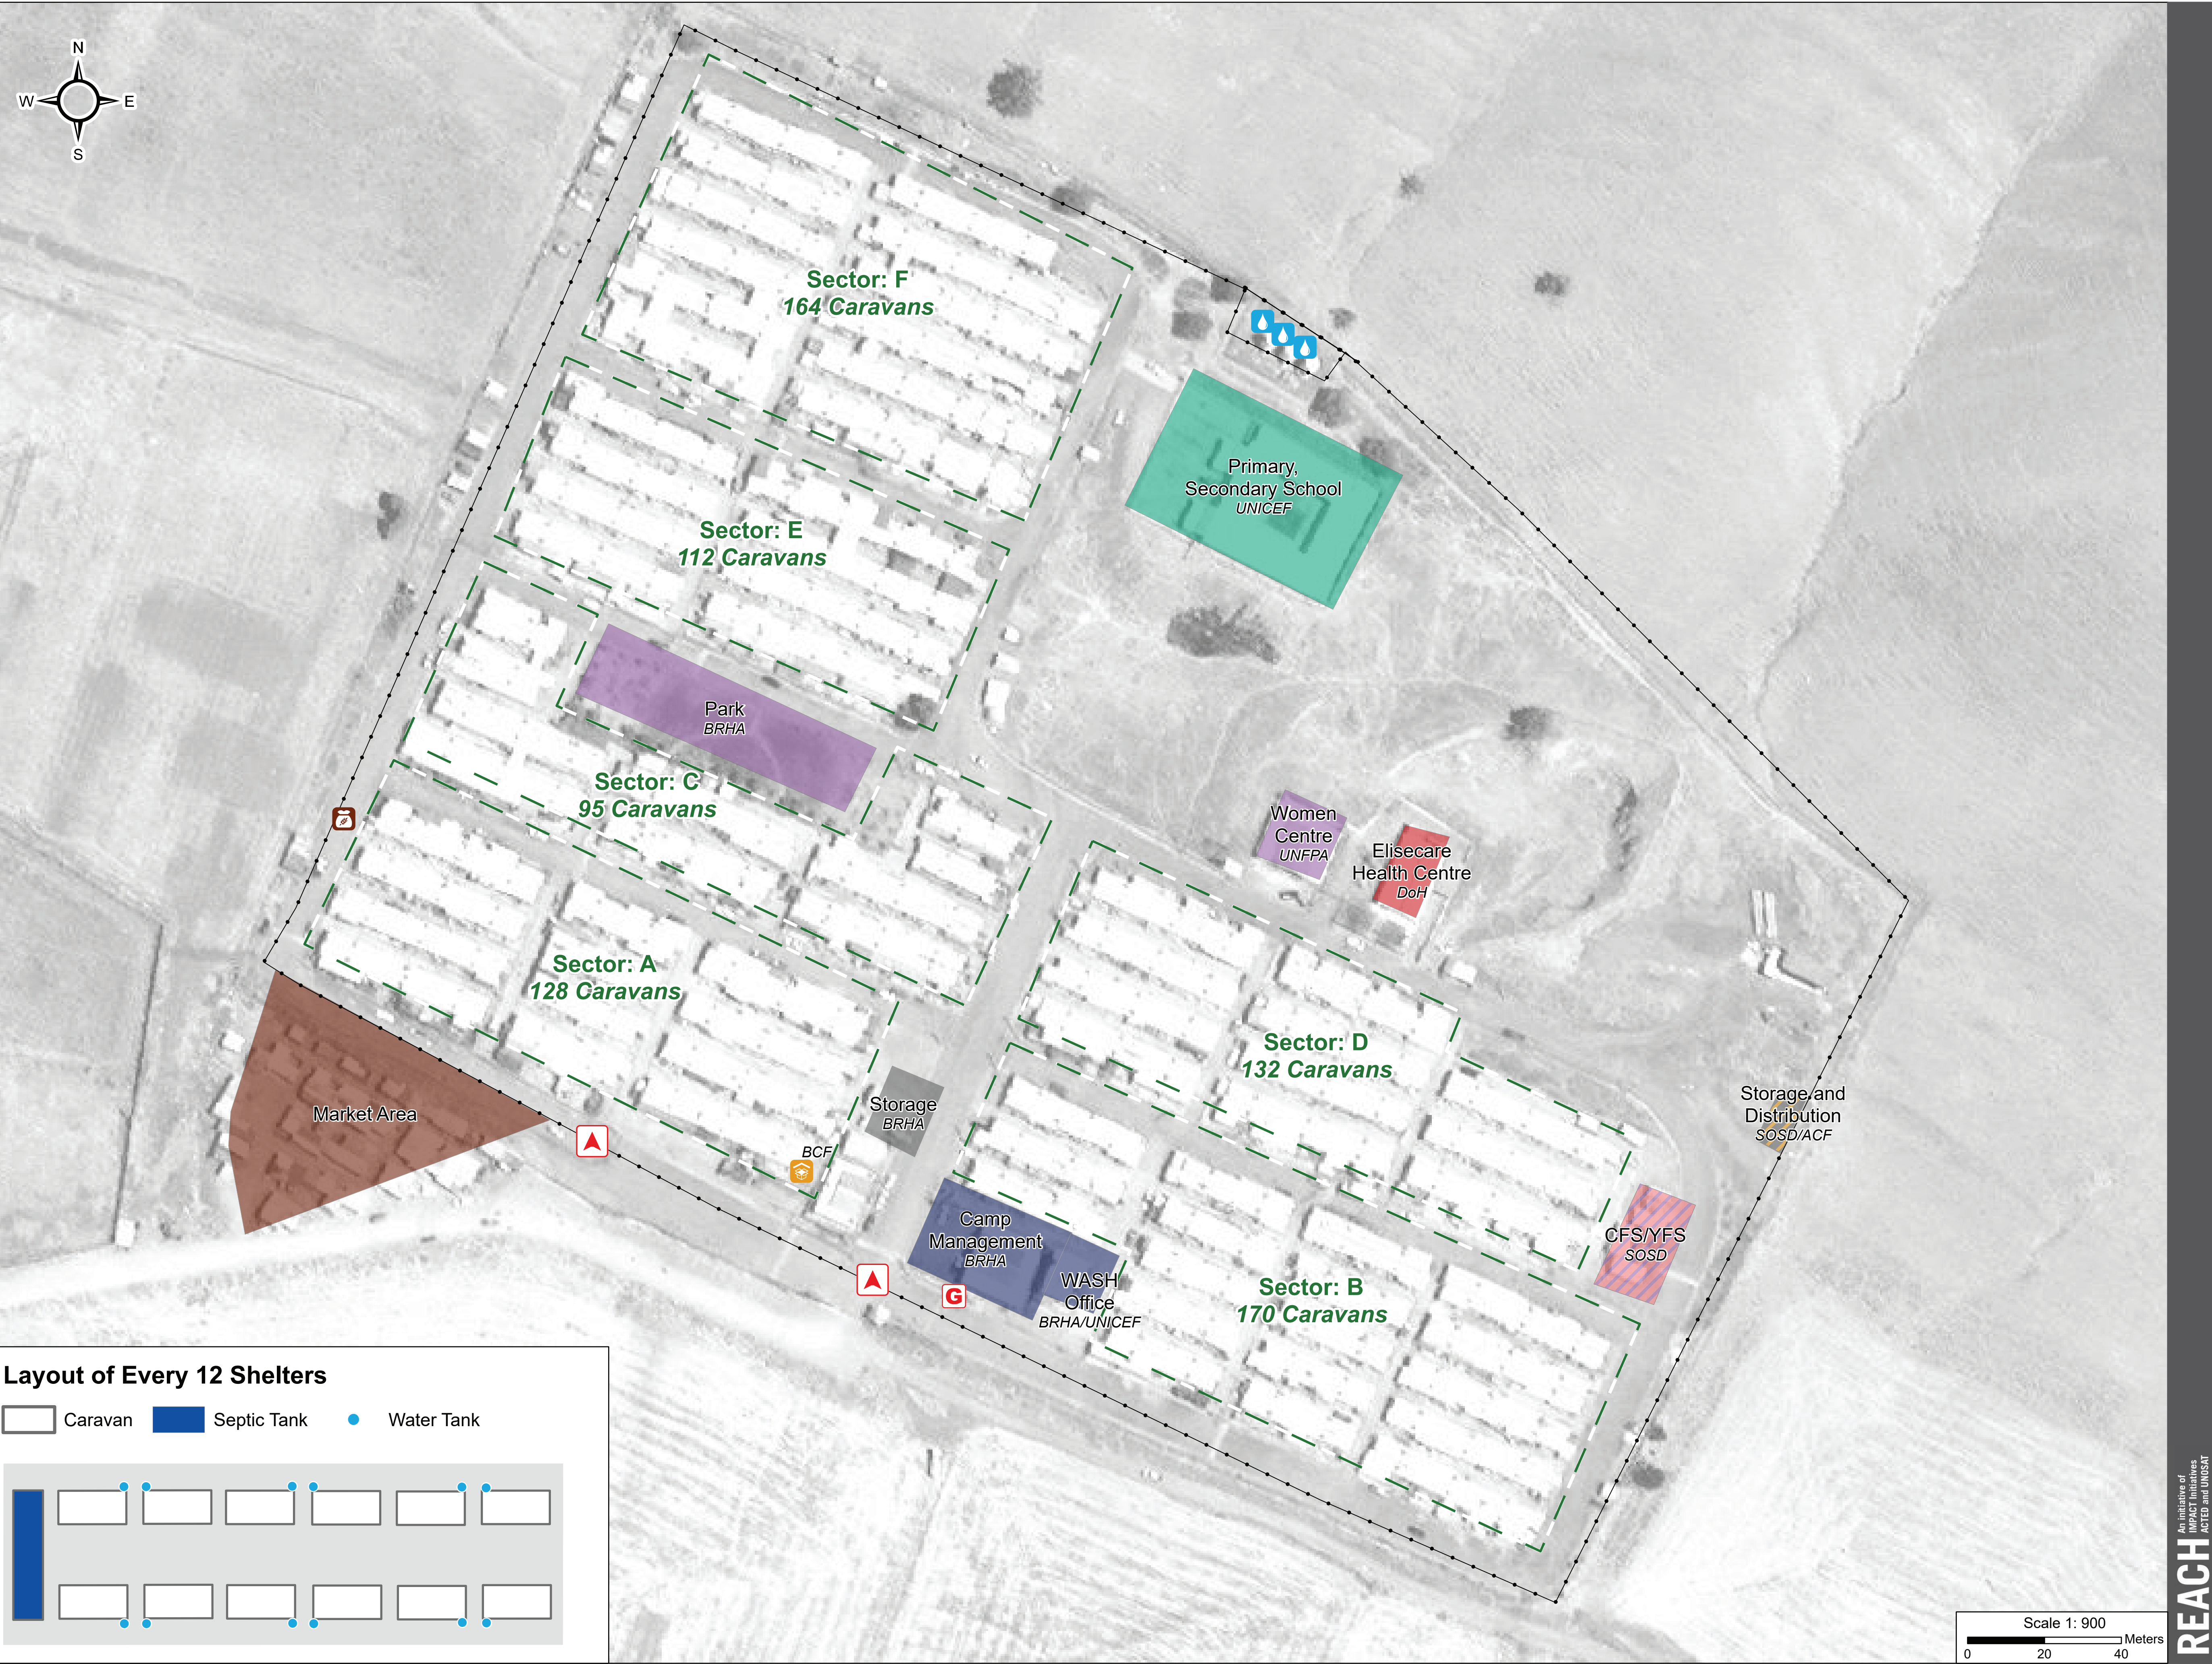 N
W
E
S
Sector: F
164 Caravans
Primary,
Secondary School
UNICEF
Sector: E
112 Caravans
Park
BRHA
Sector: C
95 Caravans
Women
Centre
UNFPA
Elisecare
Health Centre
DoH
Sector: A
128 Caravans
Sector: D
132 Caravans
Storage
BRHA
Storage and
Distribution
SOSD/ACF
Market Area
BCF
Camp
Management
BRHA
CFS/YFS
SOSD
WASH
Office
BRHA/UNICEF
G
Sector: B
170 Caravans
Layout of Every 12 Shelters
Caravan
Septic Tank
Water Tank
Scale 1: 900
Meters
0
20
40
REACH
An initiative of
IMPACT Initiatives
ACTED and UNOSAT